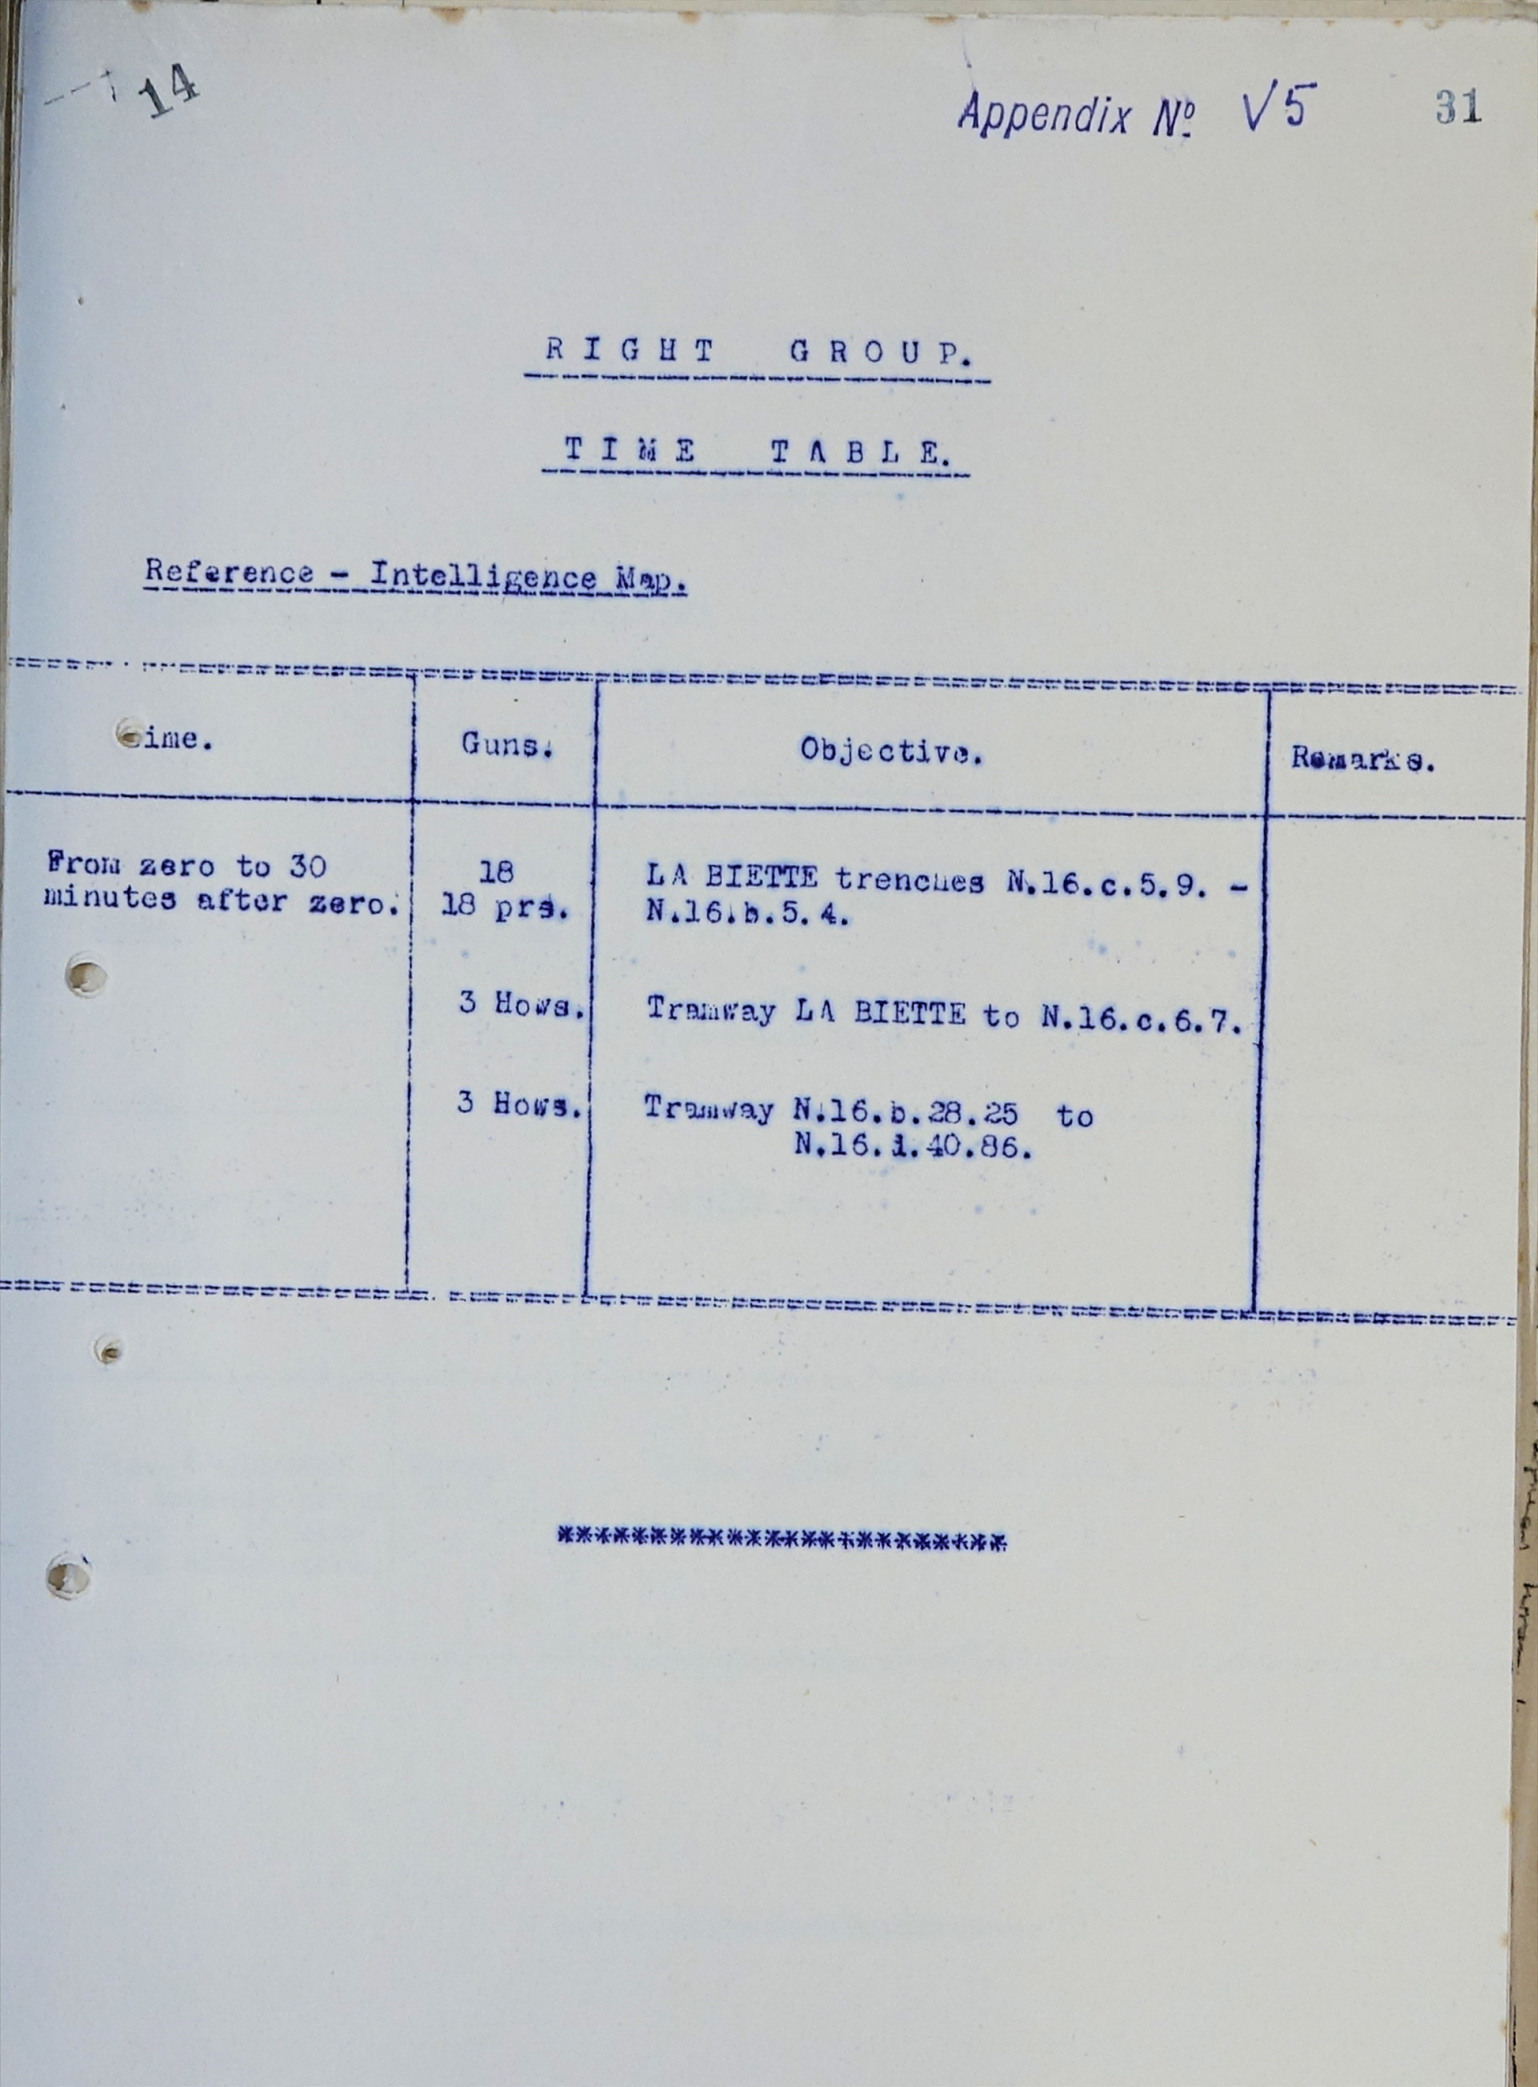 14
Appendix Nº V5 31
RIGHT GROUP.
TIME TABLE.
Reference - Intelligence Map.
ime. Guns. Objective. Remarks.
From zero to 30 18 LA BIETTE trenches N.16.c.5.9. -
minutes after zero. 18 prs. N.16.b.5.4.
3 Hows. Tramway LA BIETTE to N.16.c.6.7.
3 Hows. Tramway N.16.b.28.25 to
40.86.
************************